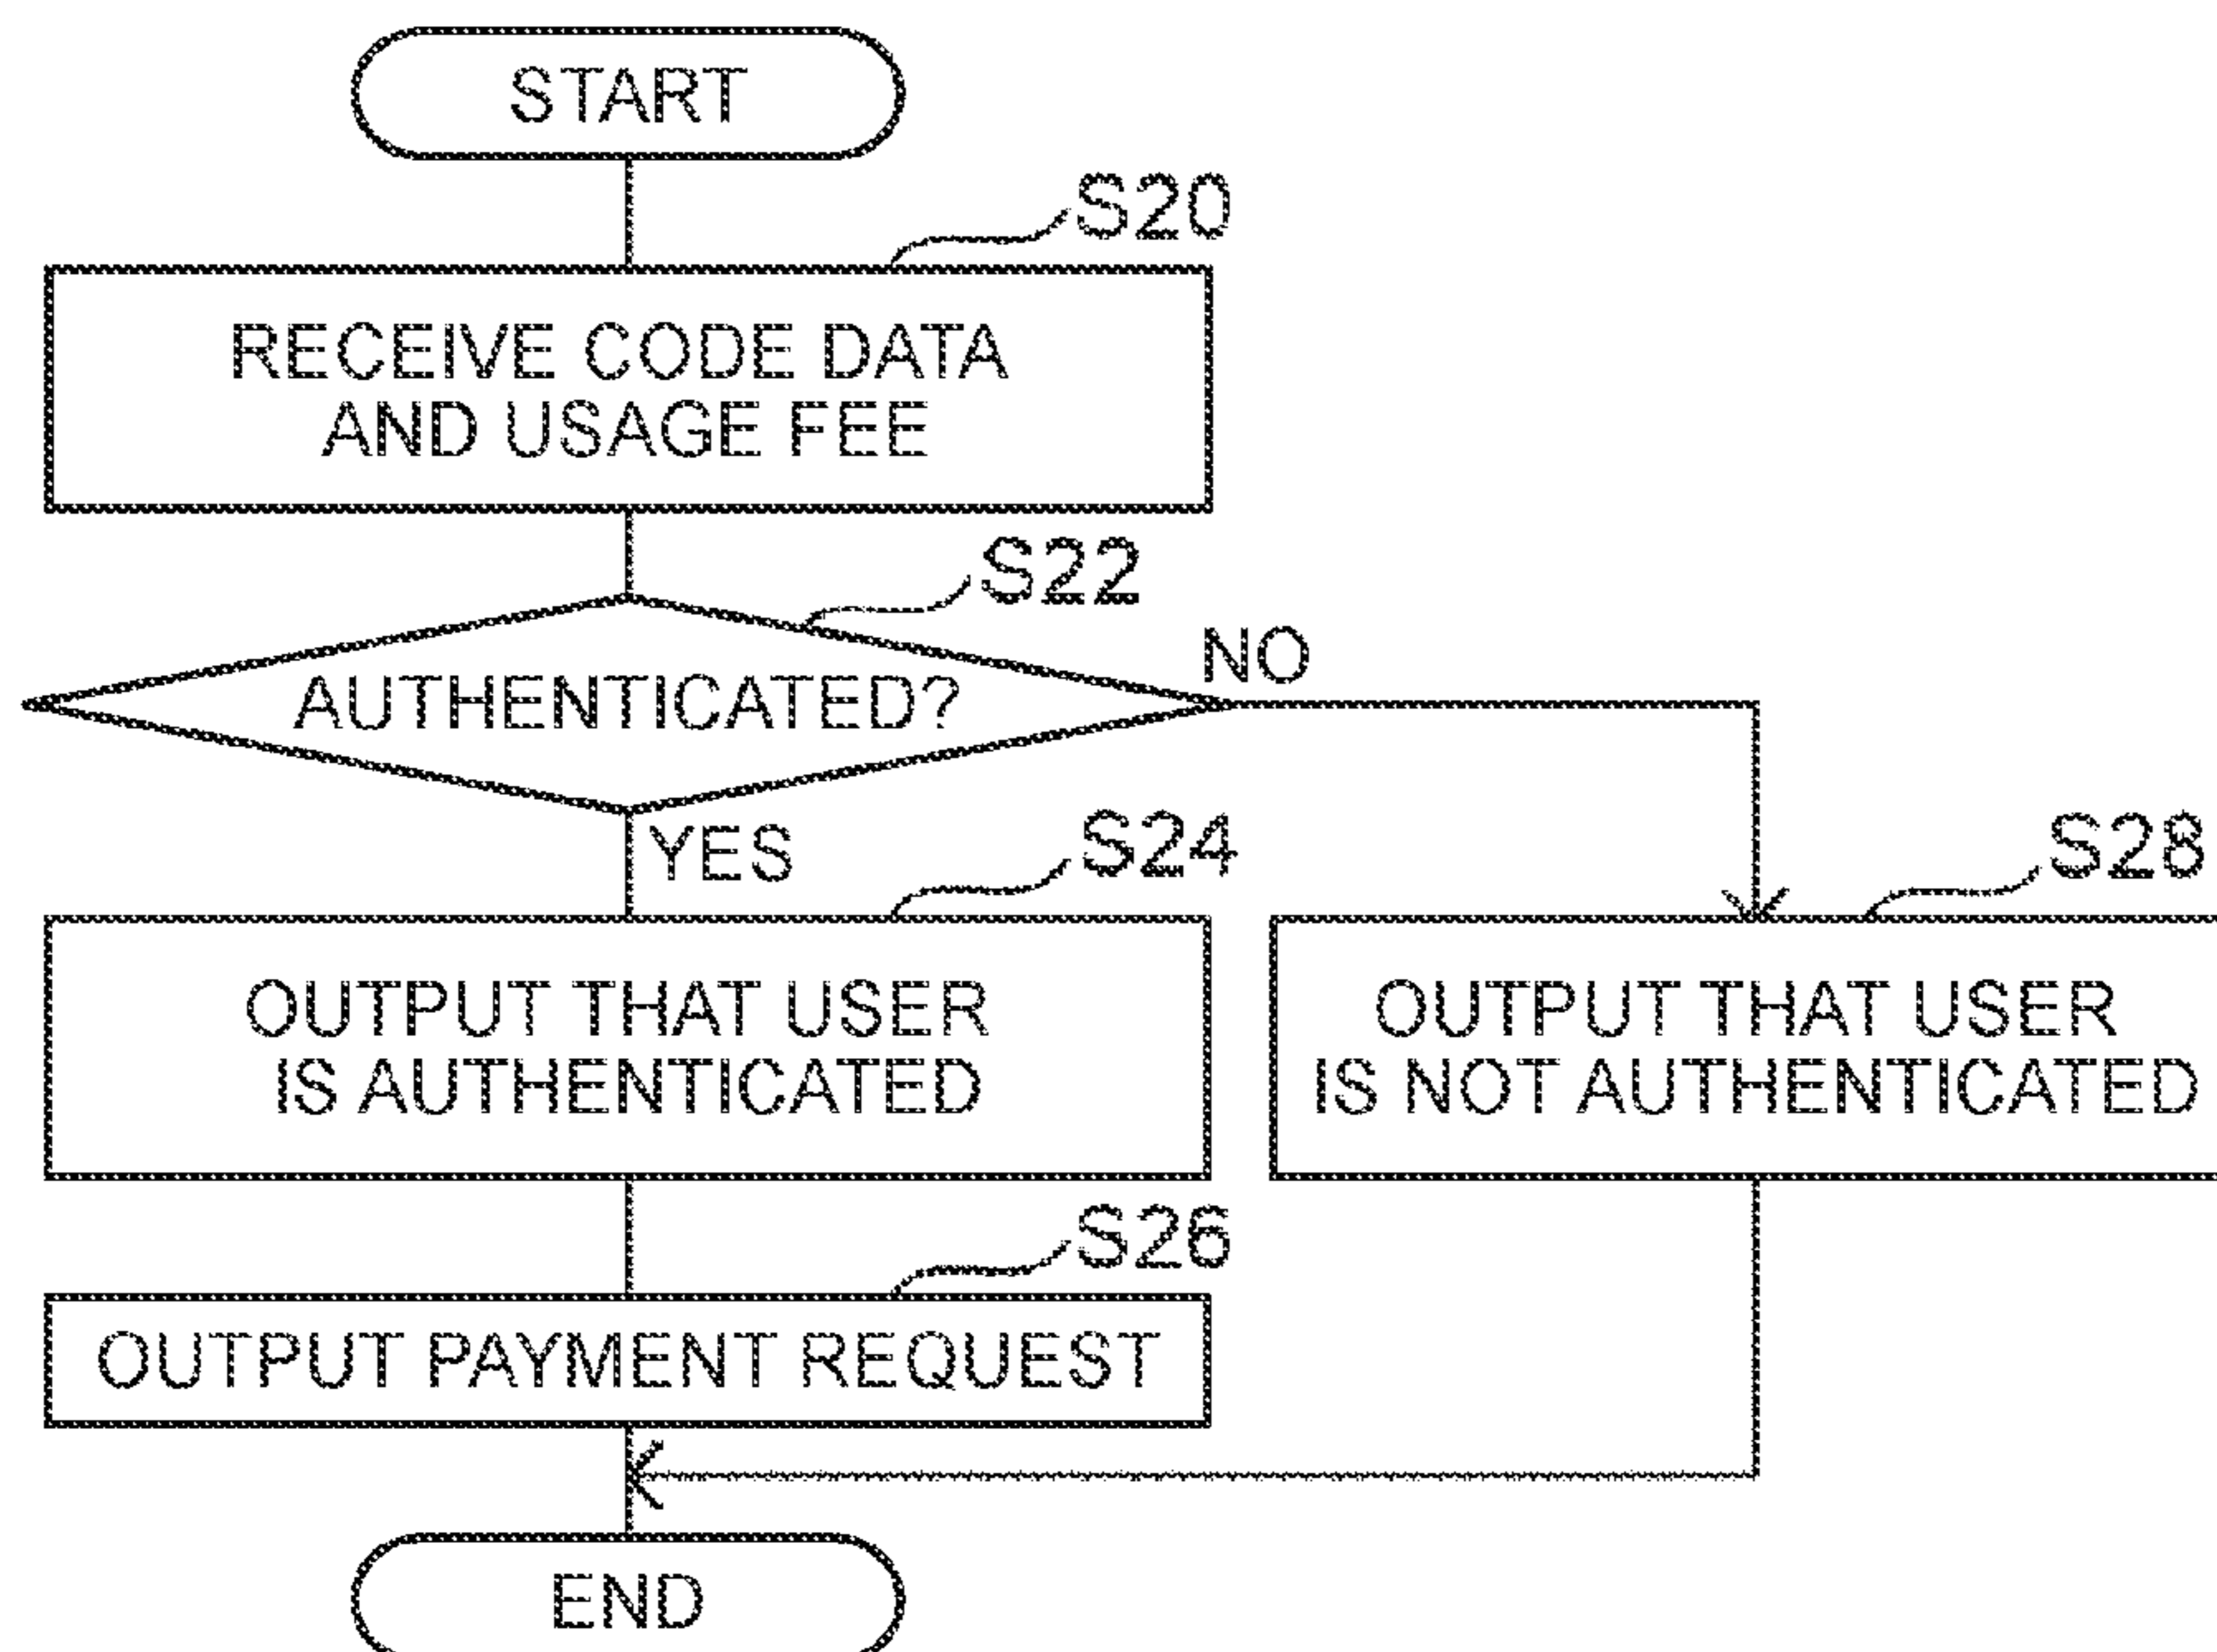 START
S20
RECEIVE CODE DATA
AND USAGE FEE
S22
AUTHENTICATED?
NO
YES
S24
OUTPUT THAT USER
IS AUTHENTICATED
S28
OUTPUT THAT USER
IS NOT AUTHENTICATED
S26
OUTPUT PAYMENT REQUEST
END